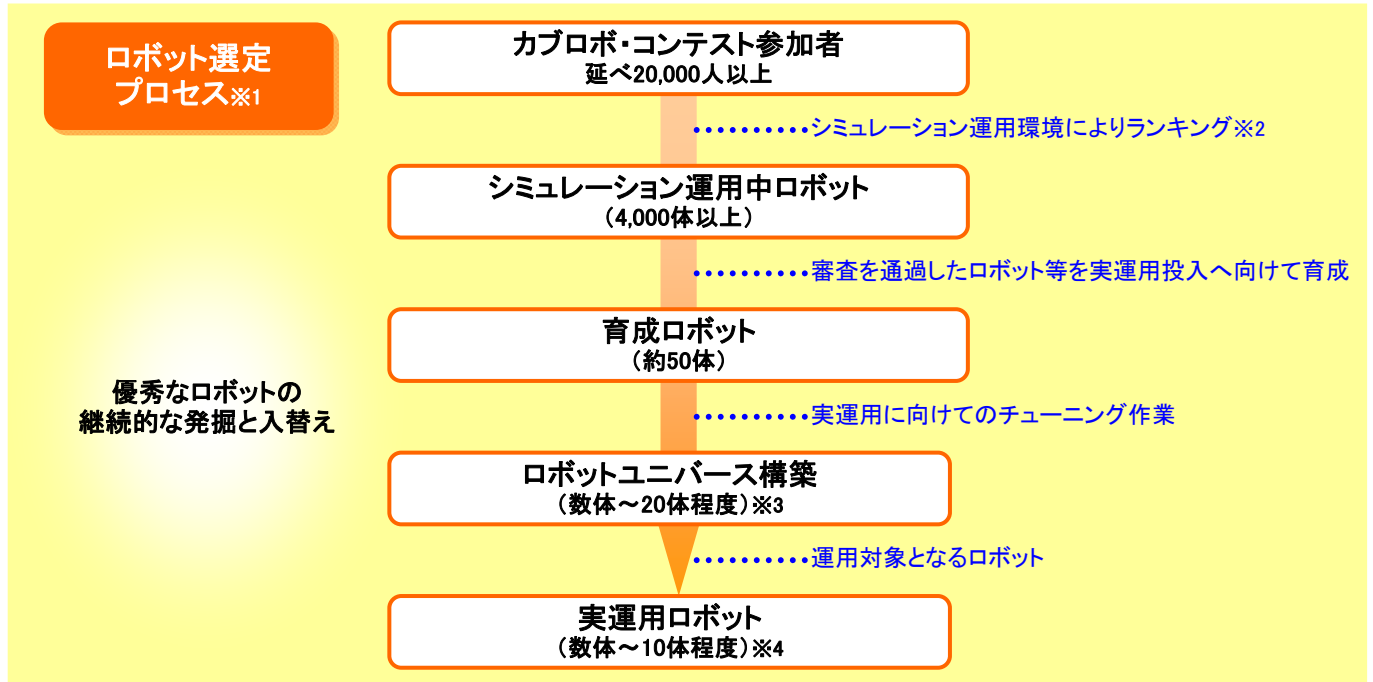 ロボット選定
プロセス※1
カブロボ・コンテスト参加者
延べ20,000人以上
••••••••••シミュレーション運用環境によりランキング※2
シミュレーション運用中ロボット
（4,000体以上）
••••••••••審査を通過したロボット等を実運用投入へ向けて育成
育成ロボット
（約50体）
優秀なロボットの
継続的な発掘と入替え
••••••••••実運用に向けてのチューニング作業
ロボットユニバース構築
（数体～20体程度）※3
••••••••••運用対象となるロボット
実運用ロボット
（数体～10体程度）※4